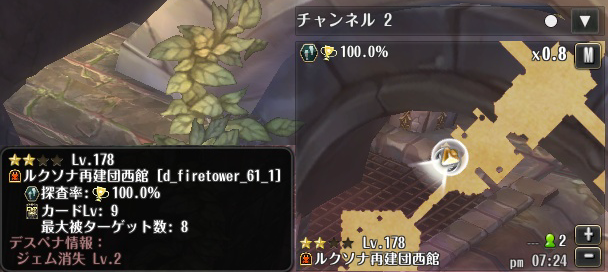 チャンネル 2
100.0%
x0.8
M
Lv.178
ルクソナ再建団西館 [d_firetower_61_1]
探査率: 100.0%
カードLv: 9
最大被ターゲット数: 8
デスペナ情報:
ジェム消失 Lv.2
Lv.178
ルクソナ再建団西館
--- 2
pm 07:24